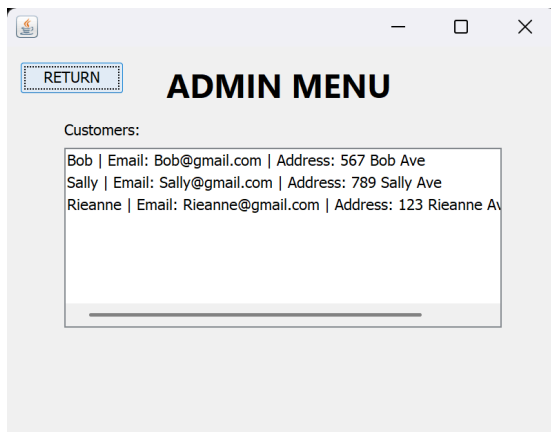 RETURN
ADMIN MENU
Customers:
Bob | Email: Bob@gmail.com | Address: 567 Bob Ave
Sally | Email: Sally@gmail.com | Address: 789 Sally Ave
Rieanne | Email: Rieanne@gmail.com | Address: 123 Rieanne